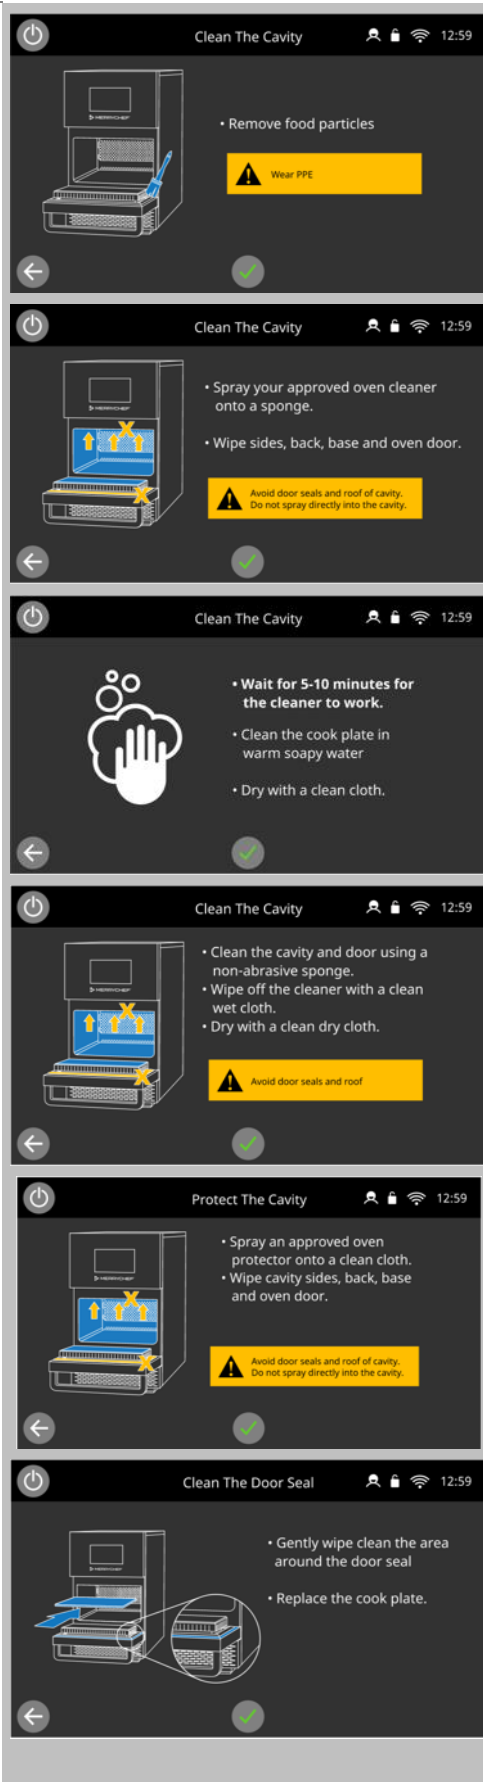 Clean The Cavity
12:59
MERRYCHEF
• Remove food particles
Wear PPE
Clean The Cavity
12:59
MERRYCHEF
• Spray your approved oven cleaner
onto a sponge.
• Wipe sides, back, base and oven door.
Avoid door seals and roof of cavity.
Do not spray directly into the cavity.
Clean The Cavity
12:59
• Wait for 5-10 minutes for
the cleaner to work.
• Clean the cook plate in
warm soapy water
• Dry with a clean cloth.
Clean The Cavity
12:59
MERRYCHEF
• Clean the cavity and door using a
non-abrasive sponge.
• Wipe off the cleaner with a clean
wet cloth.
• Dry with a clean dry cloth.
Avoid door seals and roof
Protect The Cavity
12:59
MERRYCHEF
• Spray an approved oven
protector onto a clean cloth.
• Wipe cavity sides, back, base
and oven door.
Avoid door seals and roof of cavity.
Do not spray directly into the cavity.
Clean The Door Seal
12:59
MERRYCHEF
• Gently wipe clean the area
around the door seal
• Replace the cook plate.